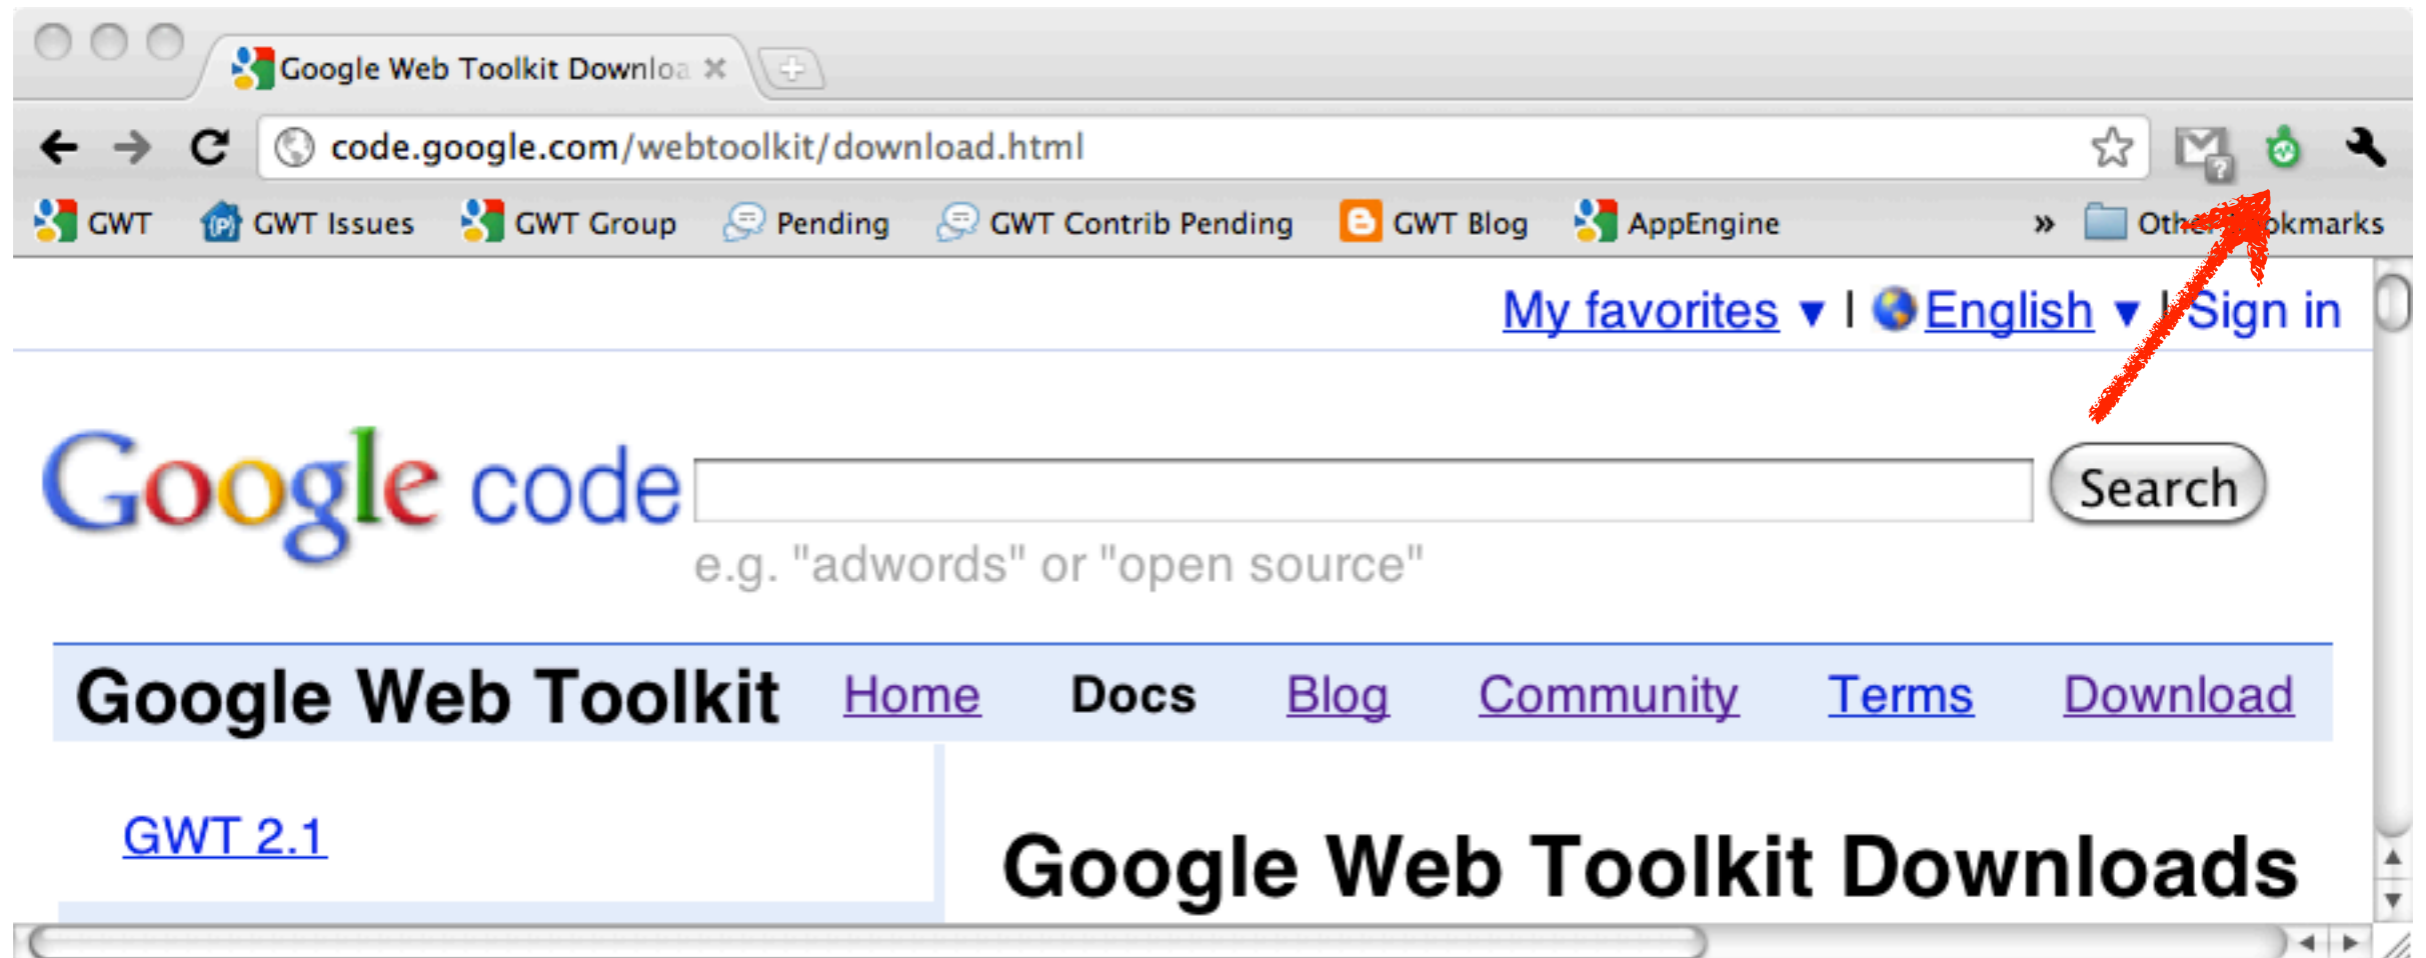 Google Web Toolkit Downloa
code.google.com/webtoolkit/download.html
GWT GWT Issues GWT Group Pending GWT Contrib Pending GWT Blog AppEngine » Other Bookmarks
My favorites ▼ | English ▼ | Sign in
Google code Search
e.g. "adwords" or "open source"
Google Web Toolkit Home Docs Blog Community Terms Download
GWT 2.1
Google Web Toolkit Downloads